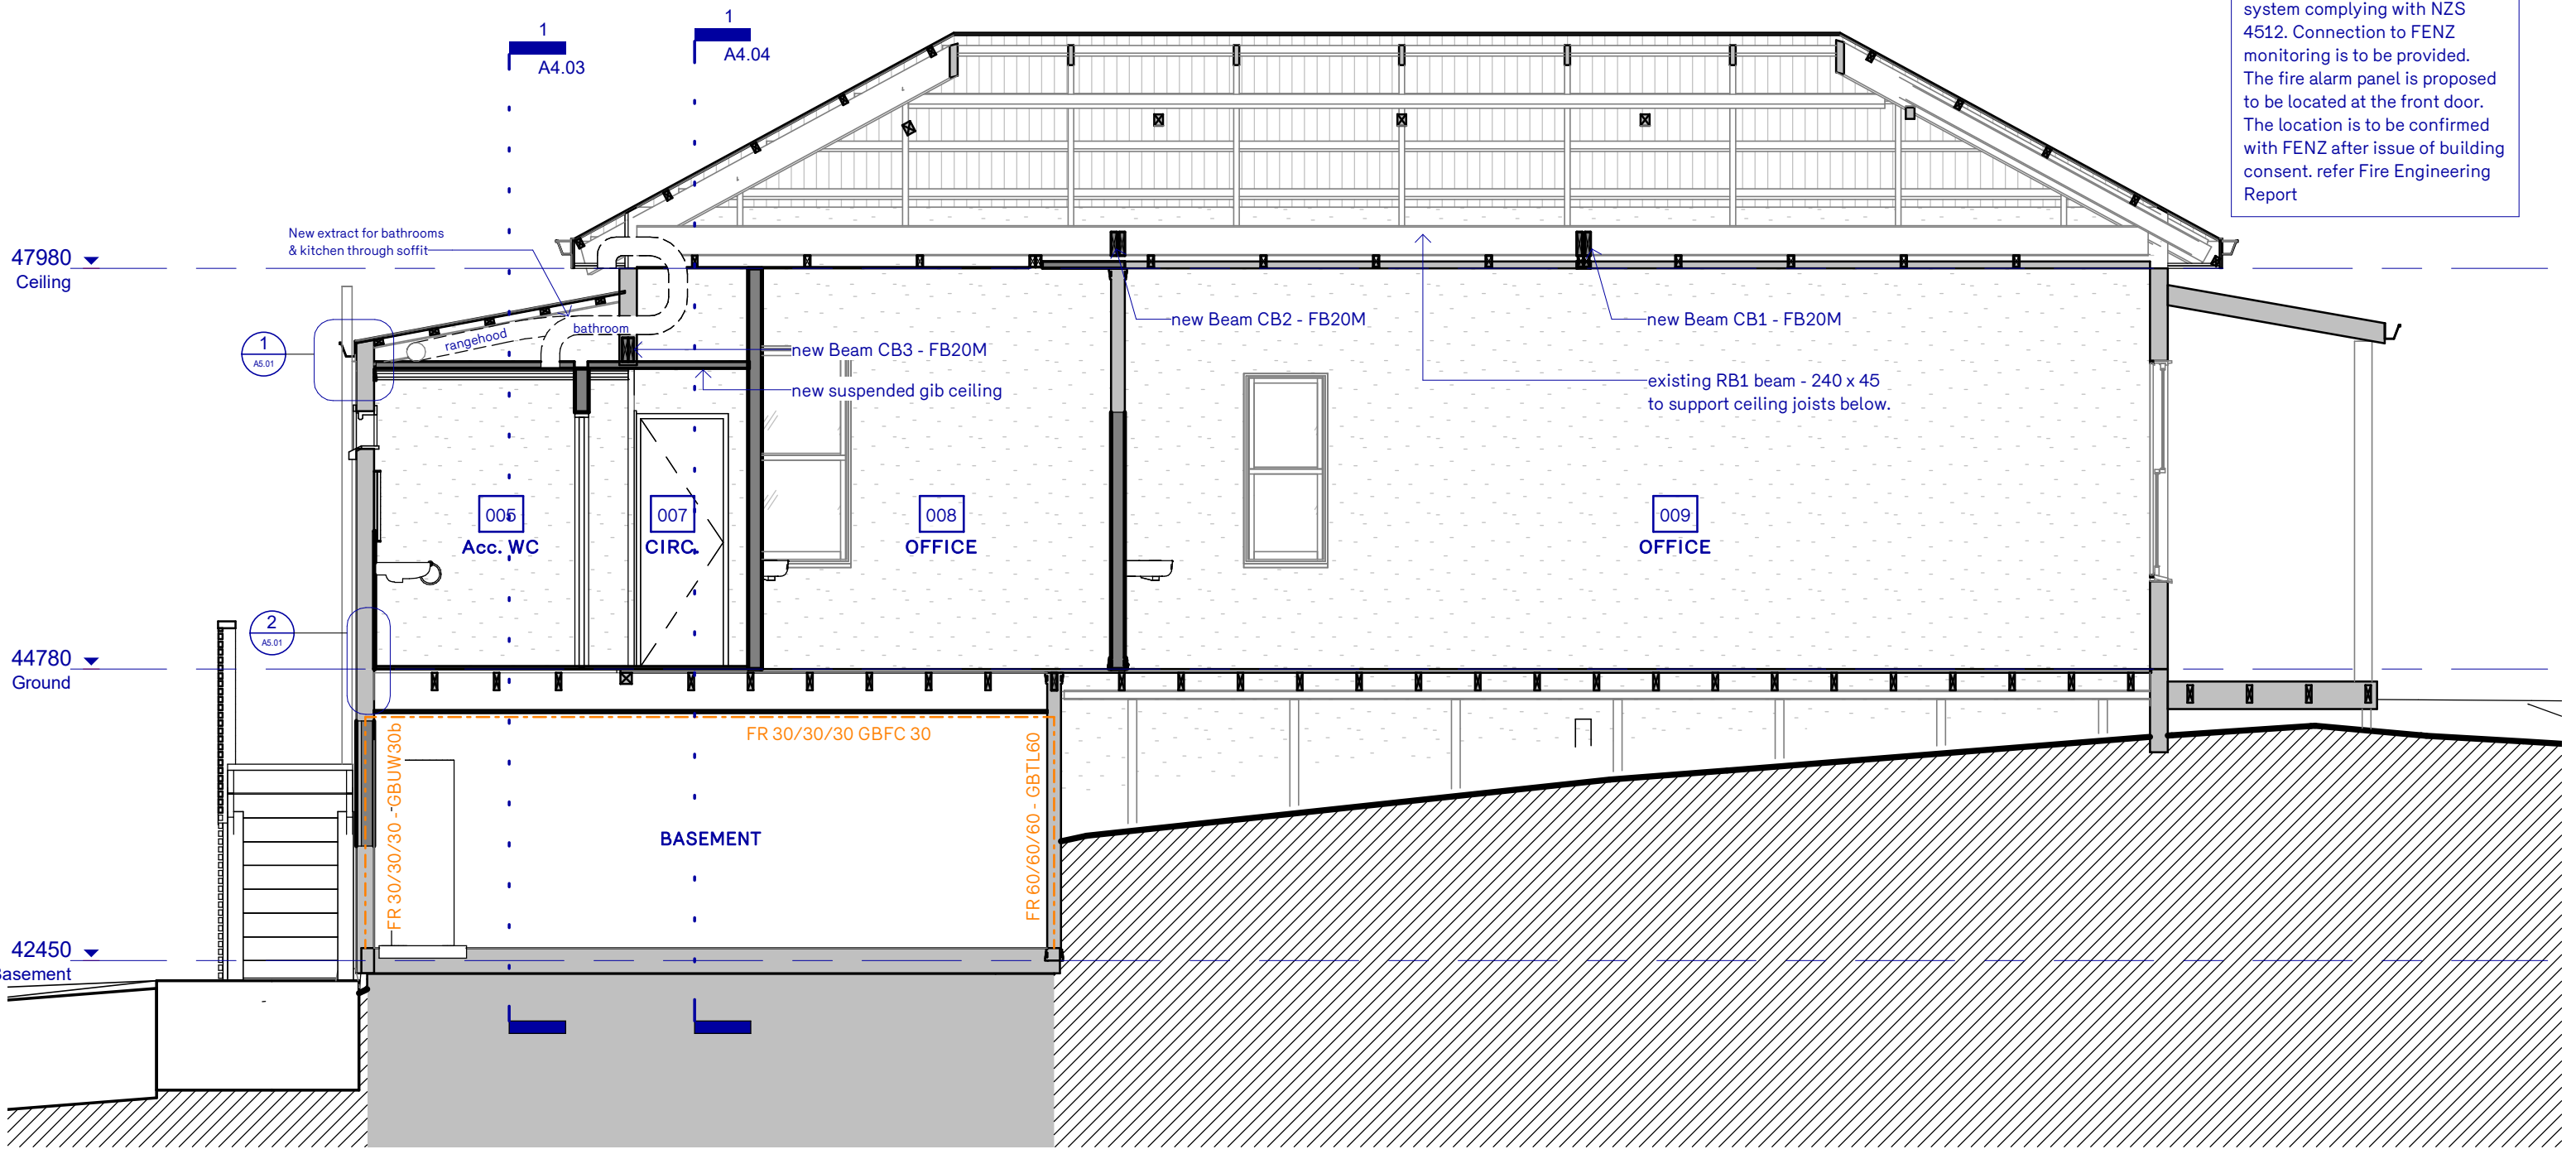 system complying with NZS
4512. Connection to FENZ
monitoring is to be provided.
The fire alarm panel is proposed
to be located at the front door.
The location is to be confirmed
with FENZ after issue of building
consent. refer Fire Engineering
Report
1
A4.03
1
A4.04
New extract for bathrooms
& kitchen through soffit
47980
Ceiling
rangehood
bathroom
1
A5.01
new Beam CB3 - FB20M
new suspended gib ceiling
new Beam CB2 - FB20M
new Beam CB1 - FB20M
existing RB1 beam - 240 x 45
to support ceiling joists below.
005
Acc. WC
007
CIRC.
008
OFFICE
009
OFFICE
2
A5.01
44780
Ground
FR 30/30/30 - GBUW30b
FR 30/30/30 GBFC 30
FR 60/60/60 - GBTL60
BASEMENT
42450
Basement